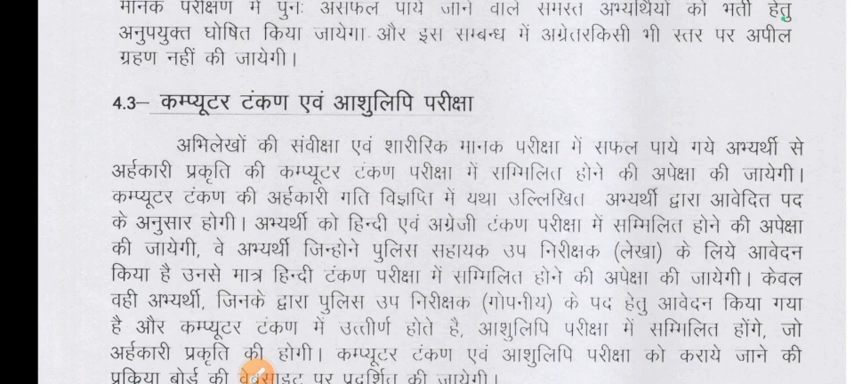 मानक परीक्षण में पुनः असफल पाये जाने वाले समस्त अभ्यर्थियों को भर्ती हेतु
अनुपयुक्त घोषित किया जायेगा और इस सम्बन्ध में अग्रेतरकिसी भी स्तर पर अपील
ग्रहण नहीं की जायेगी।
4.3– कम्प्यूटर टंकण एवं आशुलिपि परीक्षा
अभिलेखों की संवीक्षा एवं शारीरिक मानक परीक्षा में सफल पाये गये अभ्यर्थी से
अर्हकारी प्रकृति की कम्प्यूटर टंकण परीक्षा में सम्मिलित होने की अपेक्षा की जायेगी।
कम्प्यूटर टंकण की अर्हकारी गति विज्ञप्ति में यथा उल्लिखित अभ्यर्थी द्वारा आवेदित पद
के अनुसार होगी। अभ्यर्थी को हिन्दी एवं अंग्रेजी टंकण परीक्षा में सम्मिलित होने की अपेक्षा
की जायेगी, वे अभ्यर्थी जिन्होने पुलिस सहायक उप निरीक्षक (लेखा) के लिये आवेदन
किया है उनसे मात्र हिन्दी टंकण परीक्षा में सम्मिलित होने की अपेक्षा की जायेगी। केवल
वही अभ्यर्थी, जिनके द्वारा पुलिस उप निरीक्षक (गोपनीय) के पद हेतु आवेदन किया गया
है और कम्प्यूटर टंकण में उत्तीर्ण होते है, आशुलिपि परीक्षा में सम्मिलित होंगे, जो
अर्हकारी प्रकृति की होगी। कम्प्यूटर टंकण एवं आशुलिपि परीक्षा को कराये जाने की
प्रक्रिया बोर्ड की वेबसाइट पर प्रदर्शित की जायेगी।